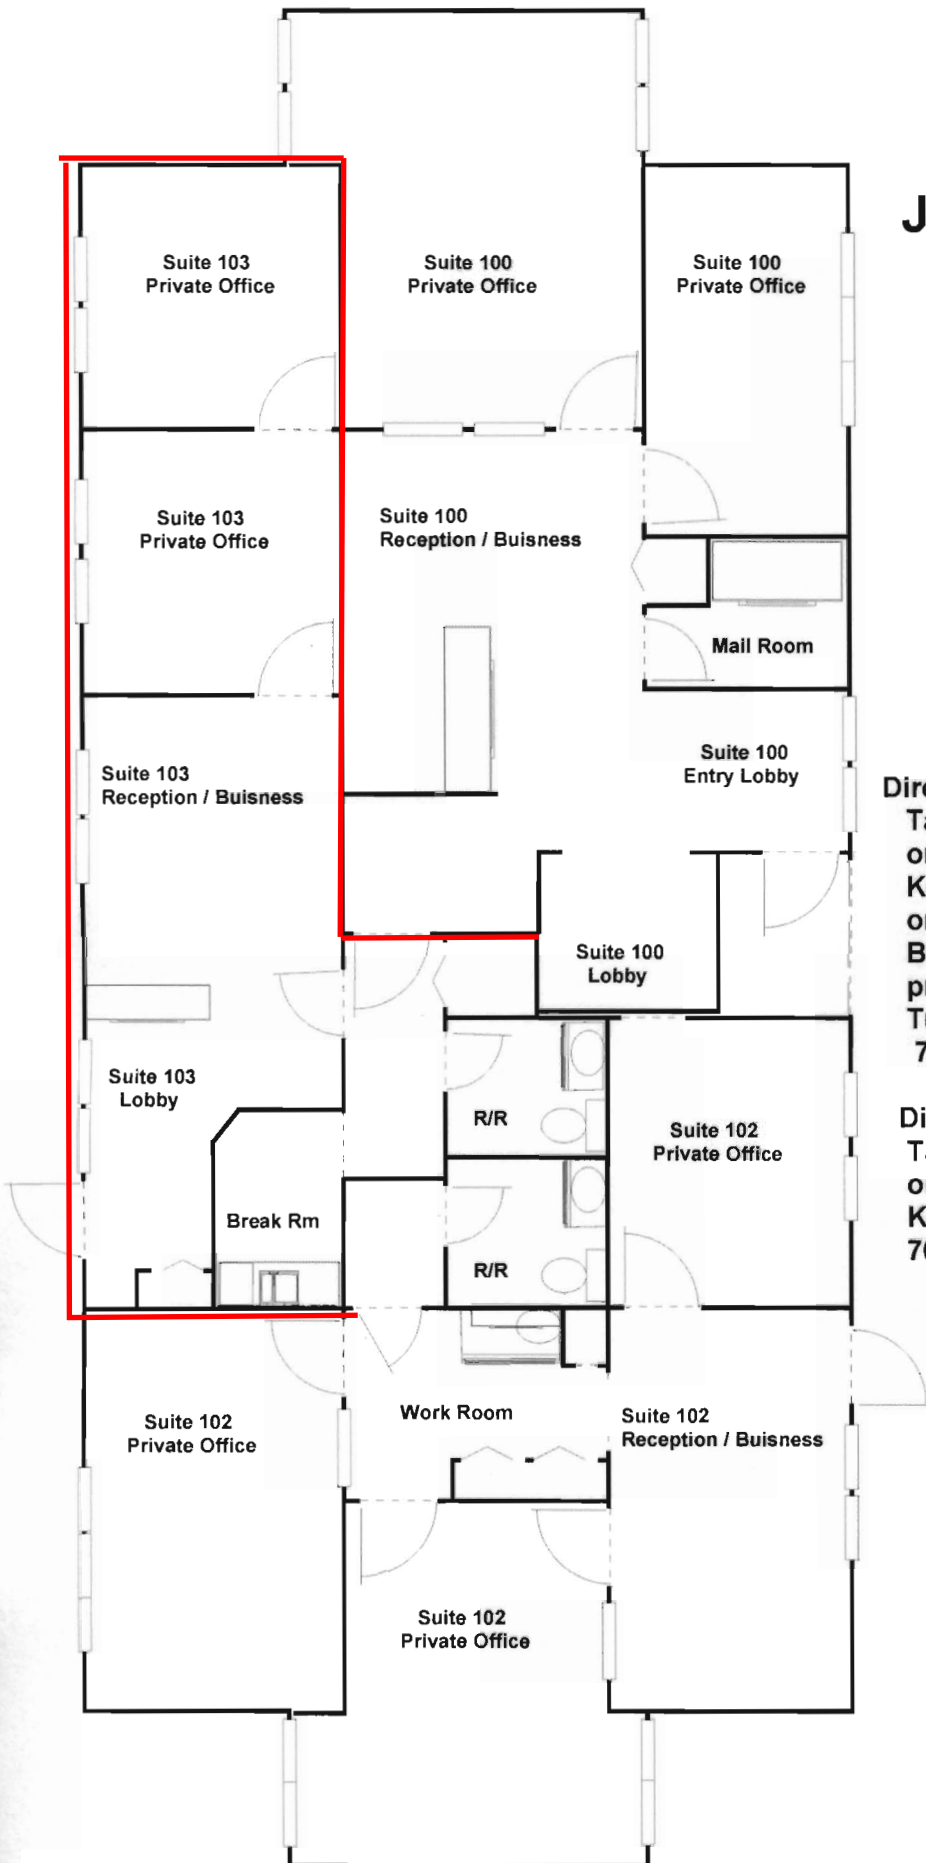 J
Suite 103
Private Office
Suite 100
Private Office
Suite 100
Private Office
Suite 103
Private Office
Suite 100
Reception / Buisness
Mail Room
Suite 103
Reception / Buisness
Suite 100
Entry Lobby
Suite 100
Lobby
Suite 103
Lobby
R/R
Suite 102
Private Office
Break Rm
R/R
Suite 102
Private Office
Work Room
Suite 102
Reception / Buisness
Suite 102
Private Office